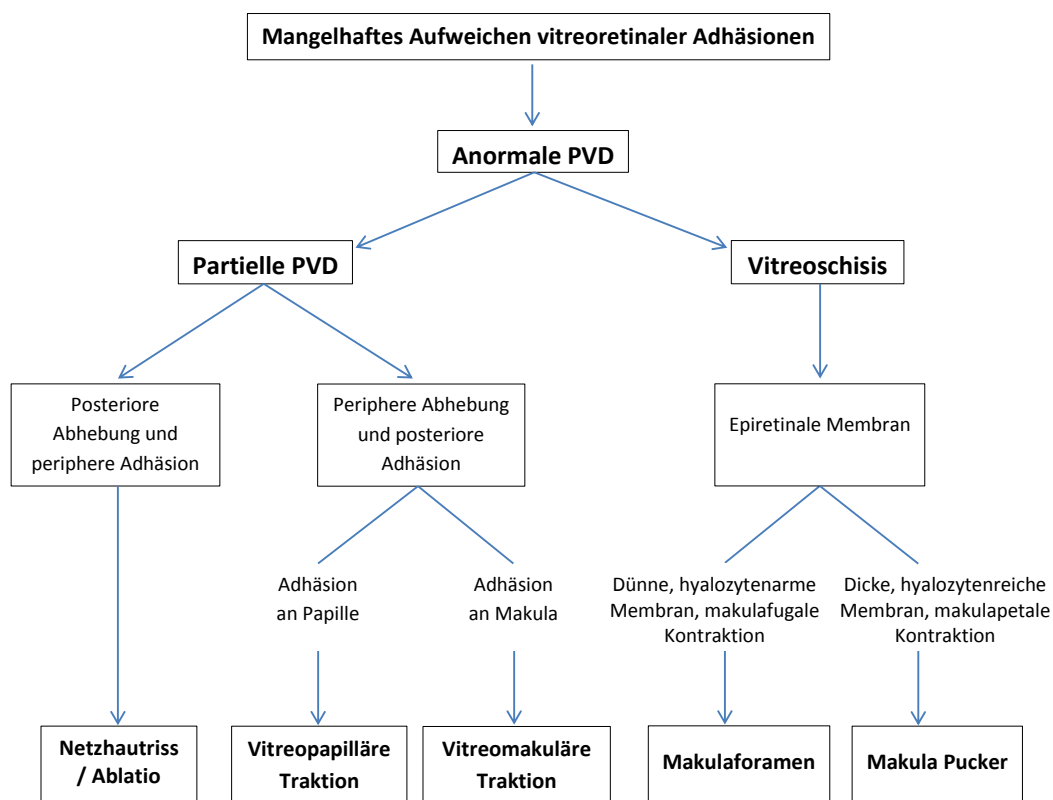 Mangelhaftes Aufweichen vitreoretinaler Adhäsionen
Anormale PVD
Partielle PVD
Vitreoschisis
Posteriore
Abhebung und
periphere Adhäsion
Periphere Abhebung
und posteriore
Adhäsion
Epiretinale Membran
Adhäsion
an Papille
Adhäsion
an Makula
Dünne, hyalozytenarme
Membran, makulafugale
Kontraktion
Dicke, hyalozytenreiche
Membran, makulapetale
Kontraktion
Netzhautriss
/ Ablatio
Vitreopapilläre
Traktion
Vitreomakuläre
Traktion
Makulaforamen
Makula Pucker